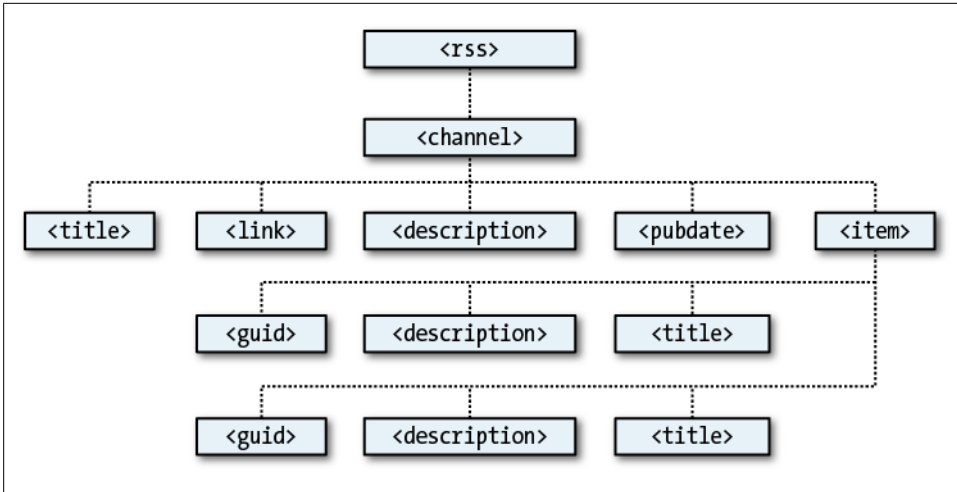 <rss>
<channel>
<title> <link> <description> <pubdate> <item>
<guid> <description> <title>
<guid> <description> <title>